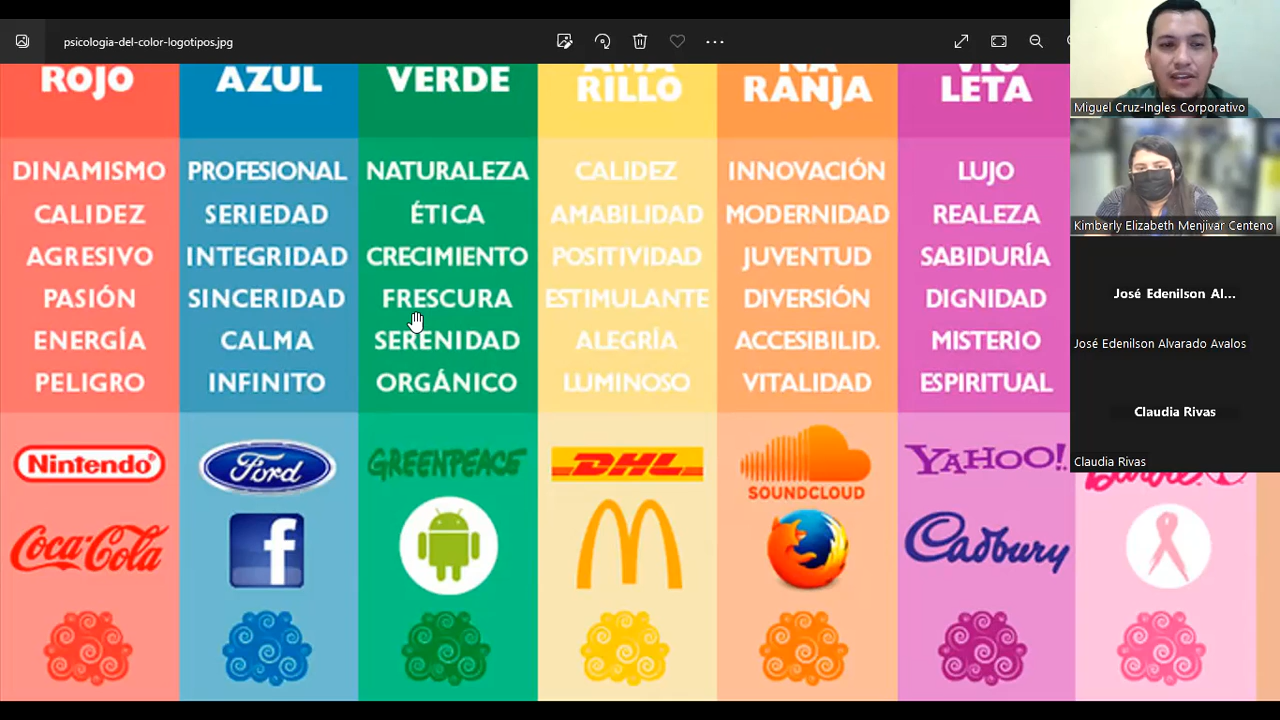 psicologia-del-color-logotipos.jpg
ROJO
AZUL
VERDE
AMA
RILLO
NA
RANJA
VIO
LETA
DINAMISMO
CALIDEZ
AGRESIVO
PASIÓN
ENERGÍA
PELIGRO
PROFESIONAL
SERIEDAD
INTEGRIDAD
SINCERIDAD
CALMA
INFINITO
NATURALEZA
ÉTICA
CRECIMIENTO
FRESCURA
SERENIDAD
ORGÁNICO
CALIDEZ
AMABILIDAD
POSITIVIDAD
ESTIMULANTE
ALEGRÍA
LUMINOSO
INNOVACIÓN
MODERNIDAD
JUVENTUD
DIVERSIÓN
ACCESIBILID.
VITALIDAD
LUJO
REALEZA
SABIDURÍA
DIGNIDAD
MISTERIO
ESPIRITUAL
Nintendo
Coca-Cola
Ford
f
GREENPEACE
DHL
M
SOUNDCLOUD
YAHOO!
Cadbury
Miguel Cruz-Ingles Corporativo
Kimberly Elizabeth Menjivar Centeno
José Edenilson Al...
José Edenilson Alvarado Avalos
Claudia Rivas
Claudia Rivas